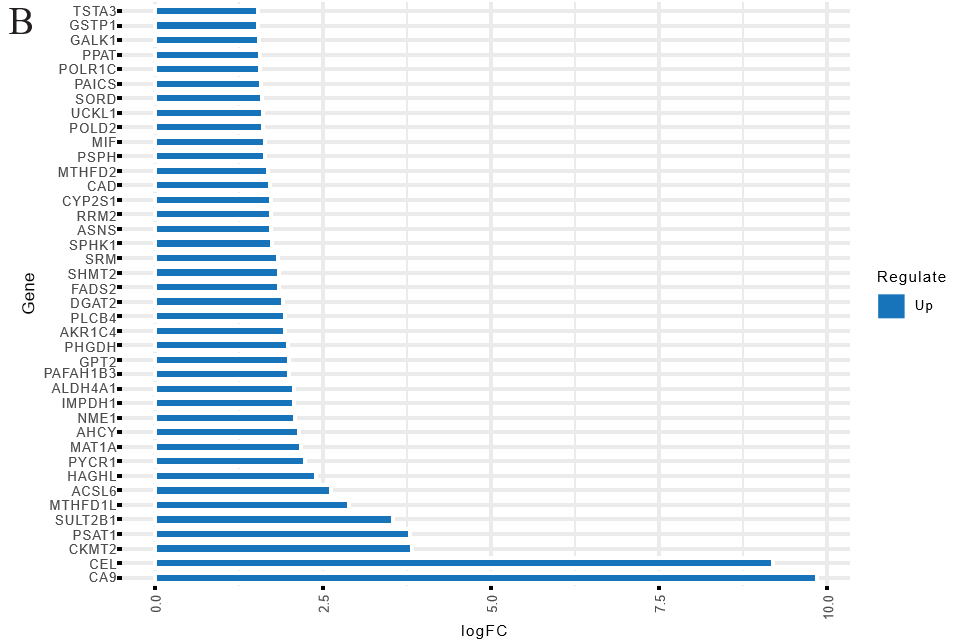 B
TSTA3
GSTP1
GALK1
PPAT
POLR1C
PAICS
SORD
UCKL1
POLD2
MIF
PSPH
MTHFD2
CAD
CYP2S1
RRM2
ASNS
SPHK1
SRM
SHMT2
FADS2
DGAT2
PLCB4
AKR1C4
PHGDH
GPT2
PAFAH1B3
ALDH4A1
IMPDH1
NME1
AHCY
MAT1A
PYCR1
HAGHL
ACSL6
MTHFD1L
SULT2B1
PSAT1
CKMT2
CEL
CA9
Gene
0.0 2.5 5.0 7.5 10.0
logFC
Regulate
Up